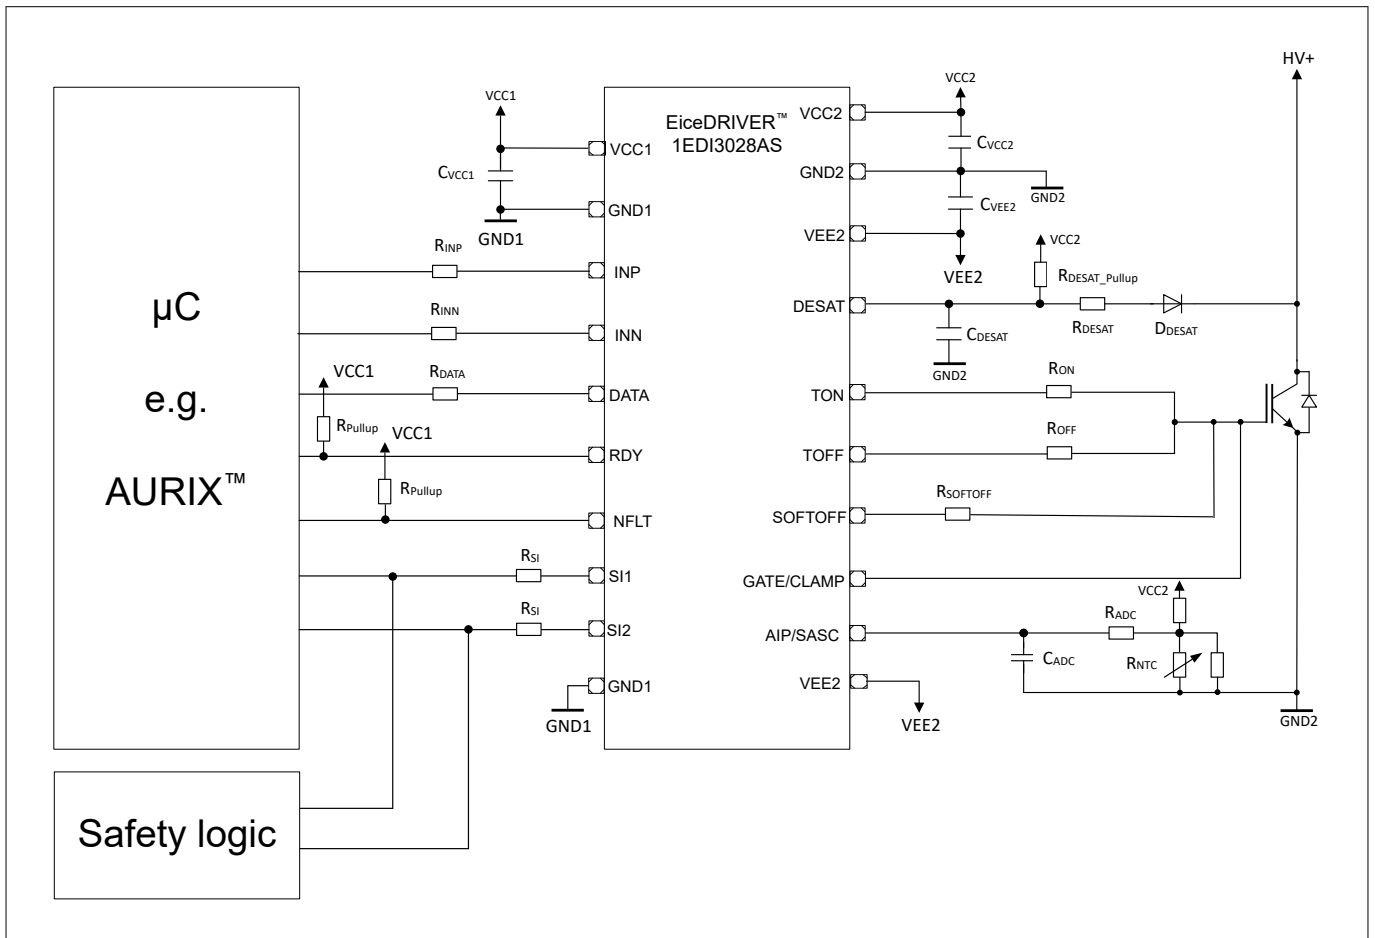 HV+
VCC1
VCC2
EiceDRIVER™
1EDI3028AS
VCC2
VCC1
CVCC1
CVCC2
GND2
GND2
CVEE2
GND1
GND1
VEE2
VEE2
RINP
INP
VCC2
RDESAT_Pullup
µC
e.g.
AURIX™
RINN
INN
DESAT
RDESAT
DDESAT
CDESAT
GND2
VCC1
RDATA
DATA
TON
RON
RPullup
VCC1
RDY
TOFF
ROFF
RPullup
NFLT
SOFTOFF
RSOFTOFF
RSI
SI1
GATE/CLAMP
VCC2
RSI
SI2
AIP/SASC
RADC
CADC
RNTC
GND1
GND1
VEE2
VEE2
GND2
Safety logic